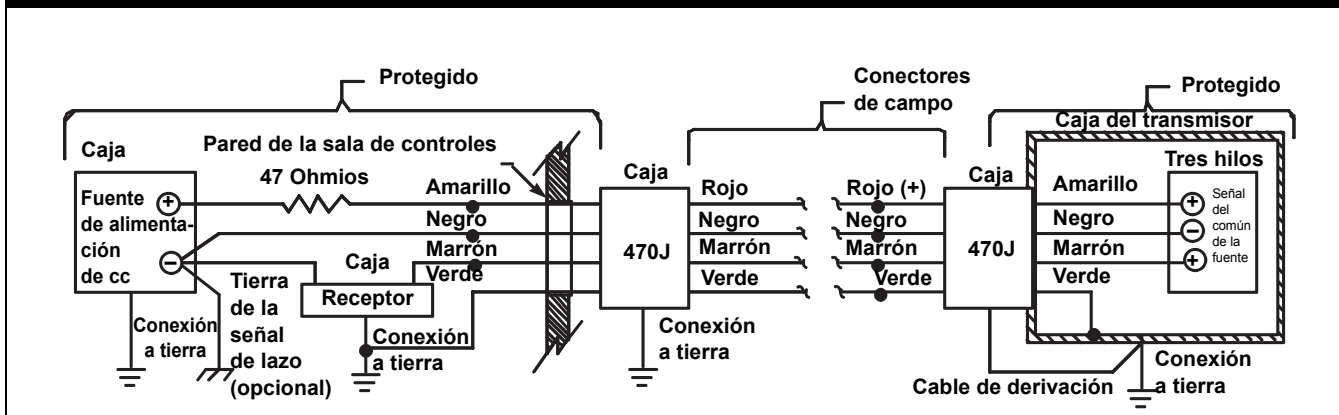 Protegido
Conectores
de campo
Protegido
Caja del transmisor
Caja
Pared de la sala de controles
Caja
Caja
Tres hilos
Fuente
de alimenta-
ción
de cc
47 Ohmios
Amarillo
Negro
Marrón
Verde
Rojo
Negro
Marrón
Verde
Rojo (+)
Negro
Marrón
Verde
Amarillo
Negro
Marrón
Verde
Señal
del
común
de la
fuente
470J
470J
Caja
Receptor
Tierra
de la
señal
de lazo
(opcional)
Conexión
a tierra
Conexión
a tierra
Conexión
a tierra
Cable de derivación
Conexión
a tierra